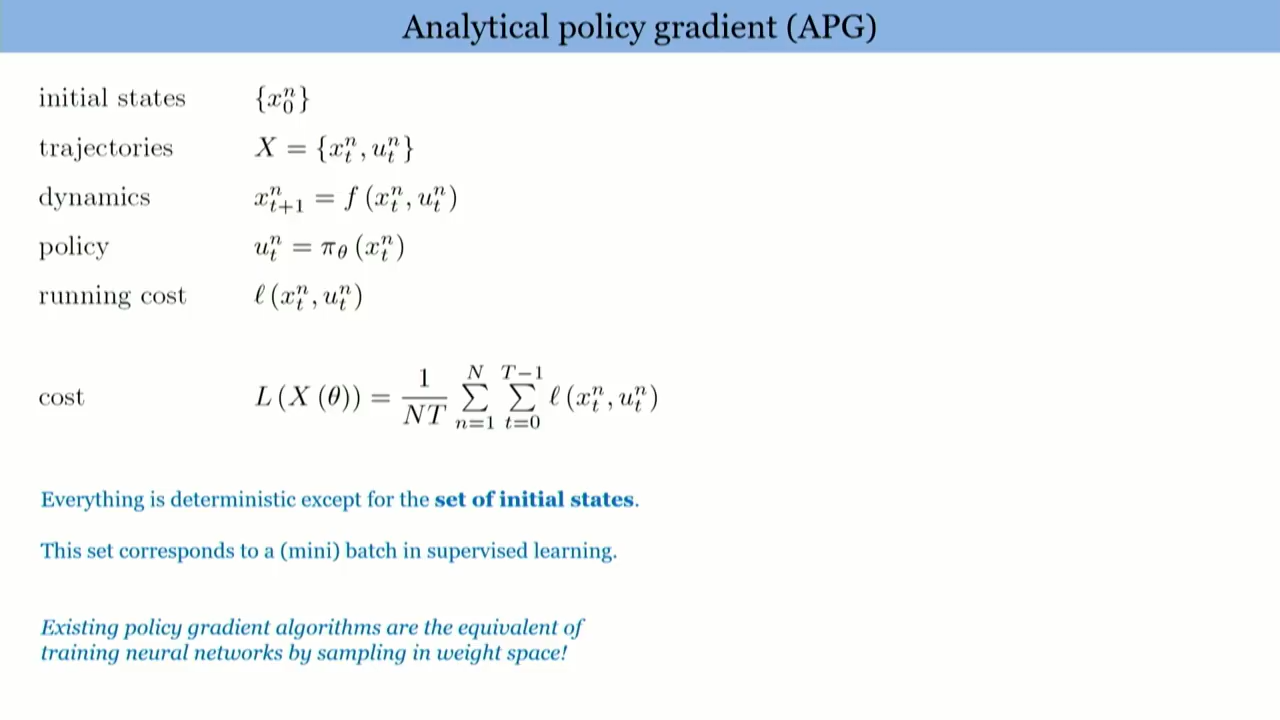 Analytical policy gradient (APG)
initial states {x_0^n}
trajectories X = {x_t^n, u_t^n}
dynamics x_{t+1}^n = f (x_t^n, u_t^n)
policy u_t^n = π_θ (x_t^n)
running cost ℓ (x_t^n, u_t^n)
cost L (X (θ)) = \frac{1}{NT} \sum_{n=1}^{N} \sum_{t=0}^{T−1} ℓ (x_t^n, u_t^n)
Everything is deterministic except for the set of initial states.
This set corresponds to a (mini) batch in supervised learning.
Existing policy gradient algorithms are the equivalent of
training neural networks by sampling in weight space!